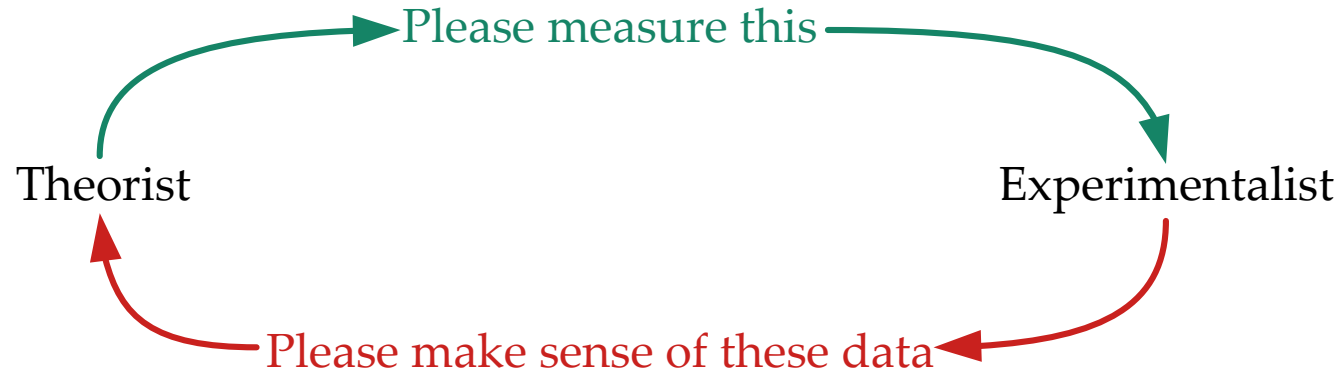 Please measure this
Theorist
Experimentalist
Please make sense of these data